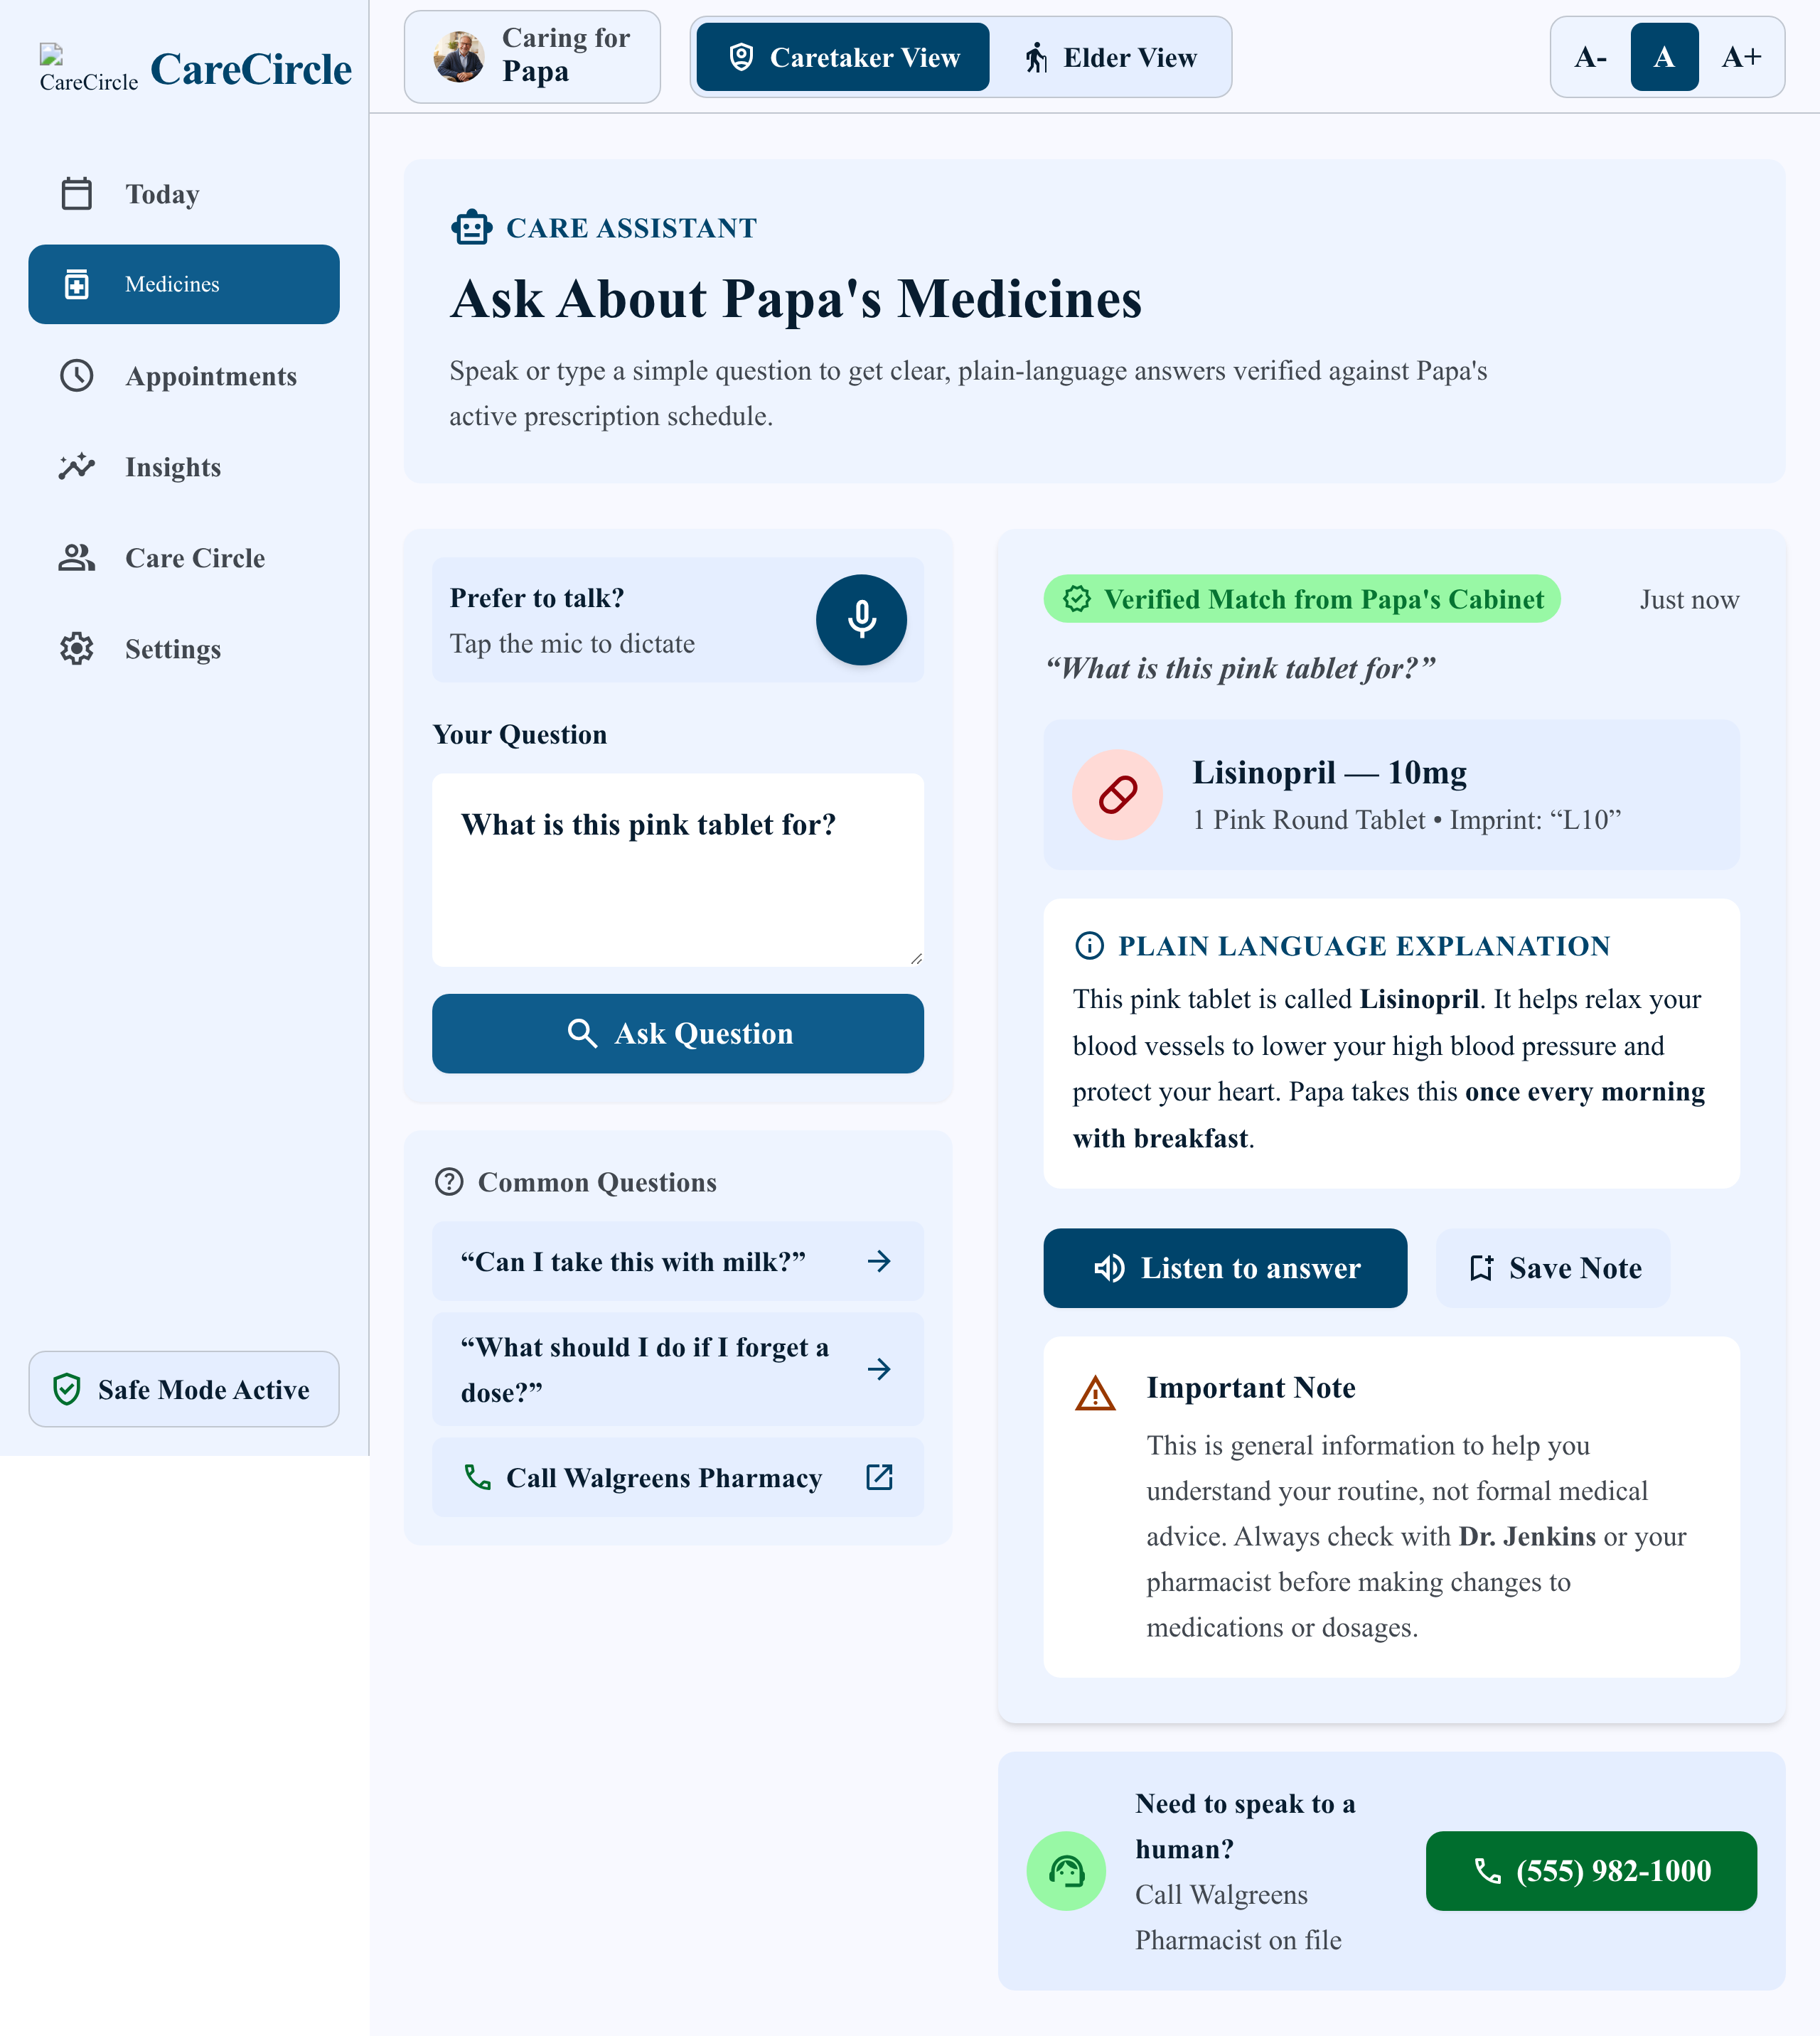 CareCircle
CareCircle
Today
Medicines
Appointments
Insights
Care Circle
Settings
Safe Mode Active
Caring for
Papa
Caretaker View
Elder View
A-
A
A+
CARE ASSISTANT
Ask About Papa's Medicines
Speak or type a simple question to get clear, plain-language answers verified against Papa's
active prescription schedule.
Prefer to talk?
Tap the mic to dictate
Your Question
What is this pink tablet for?
Ask Question
Common Questions
“Can I take this with milk?”
“What should I do if I forget a
dose?”
Call Walgreens Pharmacy
Verified Match from Papa's Cabinet
Just now
“What is this pink tablet for?”
Lisinopril — 10mg
1 Pink Round Tablet • Imprint: “L10”
PLAIN LANGUAGE EXPLANATION
This pink tablet is called Lisinopril. It helps relax your
blood vessels to lower your high blood pressure and
protect your heart. Papa takes this once every morning
with breakfast.
Listen to answer
Save Note
Important Note
This is general information to help you
understand your routine, not formal medical
advice. Always check with Dr. Jenkins or your
pharmacist before making changes to
medications or dosages.
Need to speak to a
human?
Call Walgreens
Pharmacist on file
(555) 982-1000